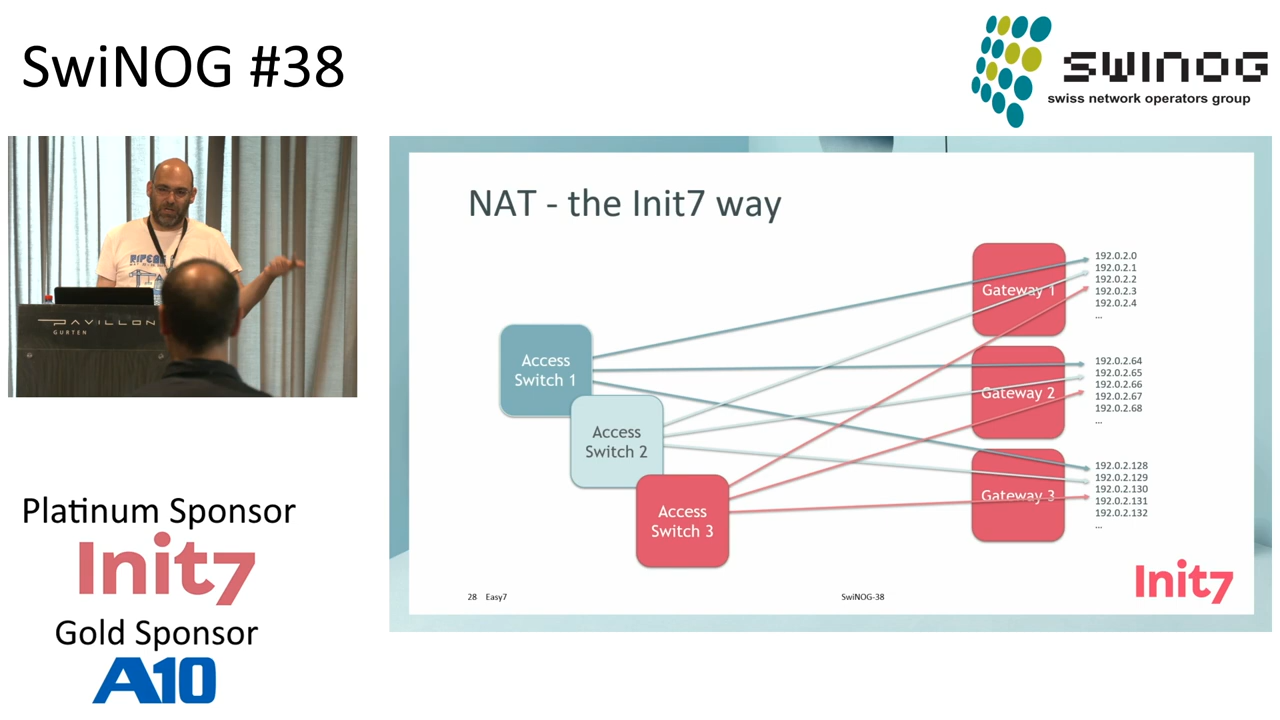 SwiNOG #38
swinog
swiss network operators group
PAVILLON
GURTEN
NAT - the Init7 way
Access
Switch 1
Access
Switch 2
Access
Switch 3
Gateway 1
192.0.2.0
192.0.2.1
192.0.2.2
192.0.2.3
192.0.2.4
...
Gateway 2
192.0.2.64
192.0.2.65
192.0.2.66
192.0.2.67
192.0.2.68
...
Gateway 3
192.0.2.128
192.0.2.129
192.0.2.130
192.0.2.131
192.0.2.132
...
Init7
28 Easy7
SwiNOG-38
Platinum Sponsor
Init7
Gold Sponsor
A10